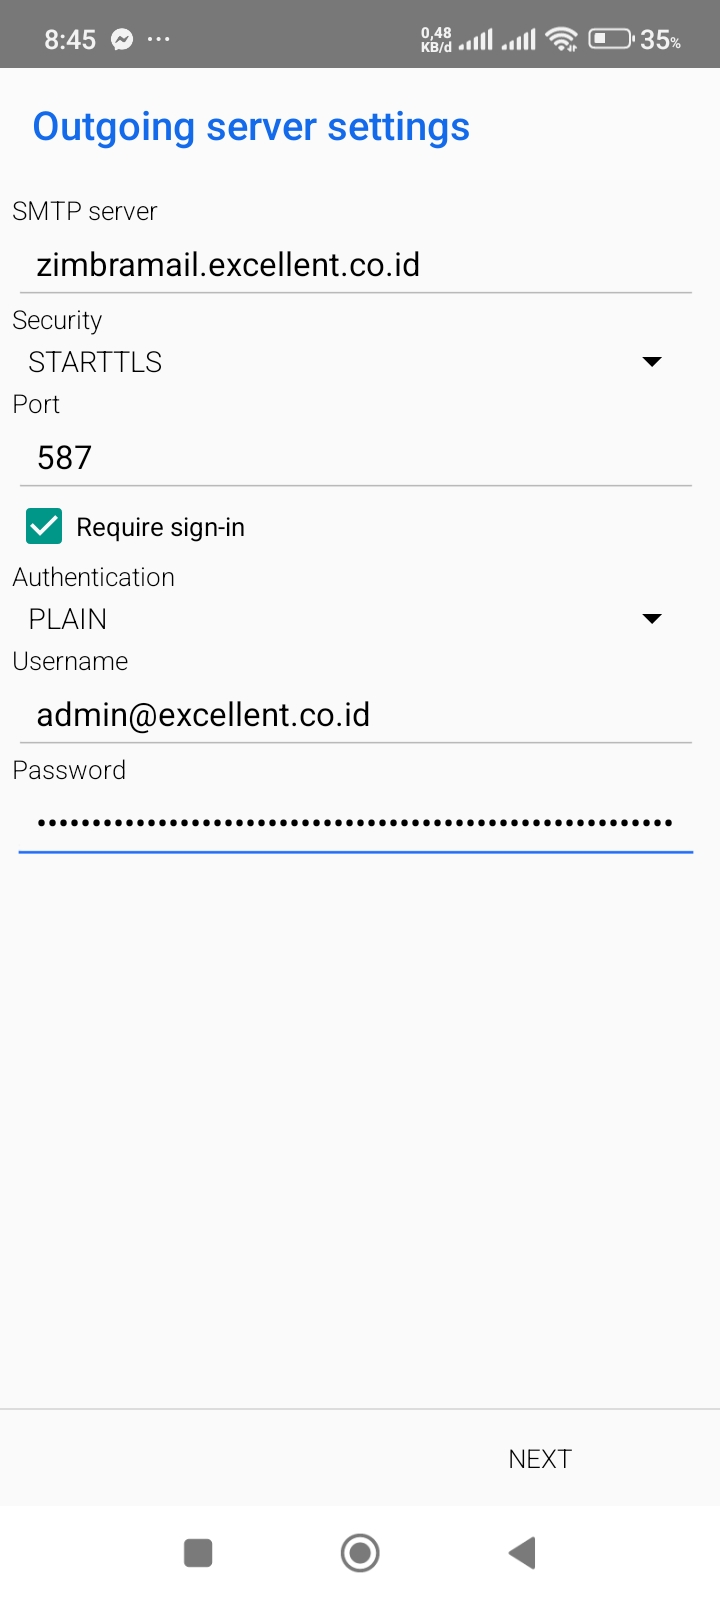 8:45 ... 0,48 35%
KB/d
Outgoing server settings
SMTP server
zimbramail.excellent.co.id
Security
STARTTLS
Port
587
Require sign-in
Authentication
PLAIN
Username
admin@excellent.co.id
Password
••••••••••••••••••••••••••••••••••••••••••••••••••••••••••
NEXT